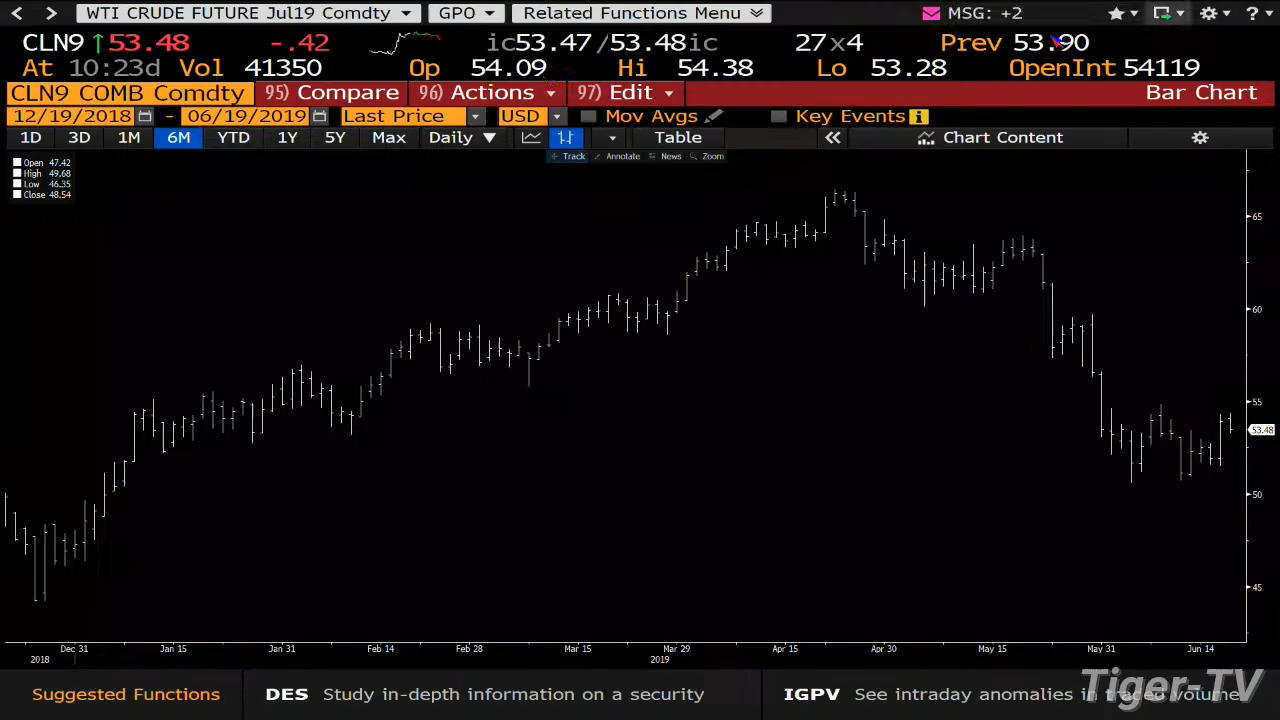 WTI CRUDE FUTURE Jul19 Comdty GPO Related Functions Menu MSG: +2 ?
CLN9 ↑53.48 -.42 ic53.47/53.48ic 27x4 Prev 53.90
At 10:23d Vol 41350 Op 54.09 Hi 54.38 Lo 53.28 OpenInt 54119
CLN9 COMB Comdty 95) Compare 96) Actions 97) Edit Bar Chart
12/19/2018 - 06/19/2019 Last Price USD Mov Avgs Key Events i
1D 3D 1M 6M YTD 1Y 5Y Max Daily ▼ Table « Chart Content
Track Annotate News Zoom
Open 47.42
High 49.68
Low 46.35
Close 48.54
65
60
55
53.48
50
45
Dec 31 Jan 15 Jan 31 Feb 14 Feb 28 Mar 15 Mar 29 Apr 15 Apr 30 May 15 May 31 Jun 14
2018 2019
Suggested Functions DES Study in-depth information on a security IGPV See intraday anomalies in traded volume
Tiger-TV